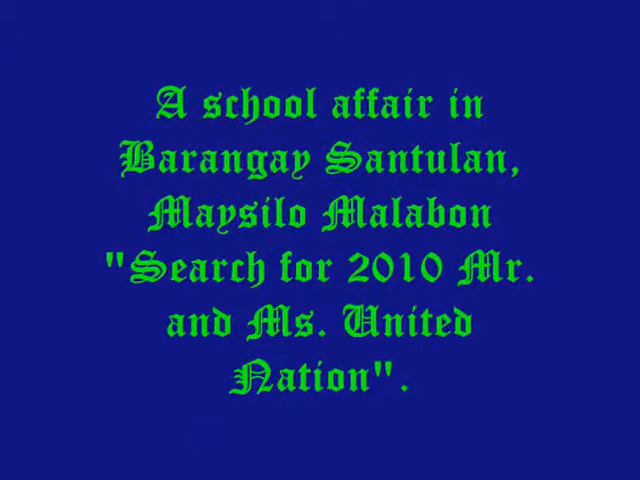 A school affair in
Barangay Santulan,
Maysilo Malabon
"Search for 2010 Mr.
and Ms. United
Nation".